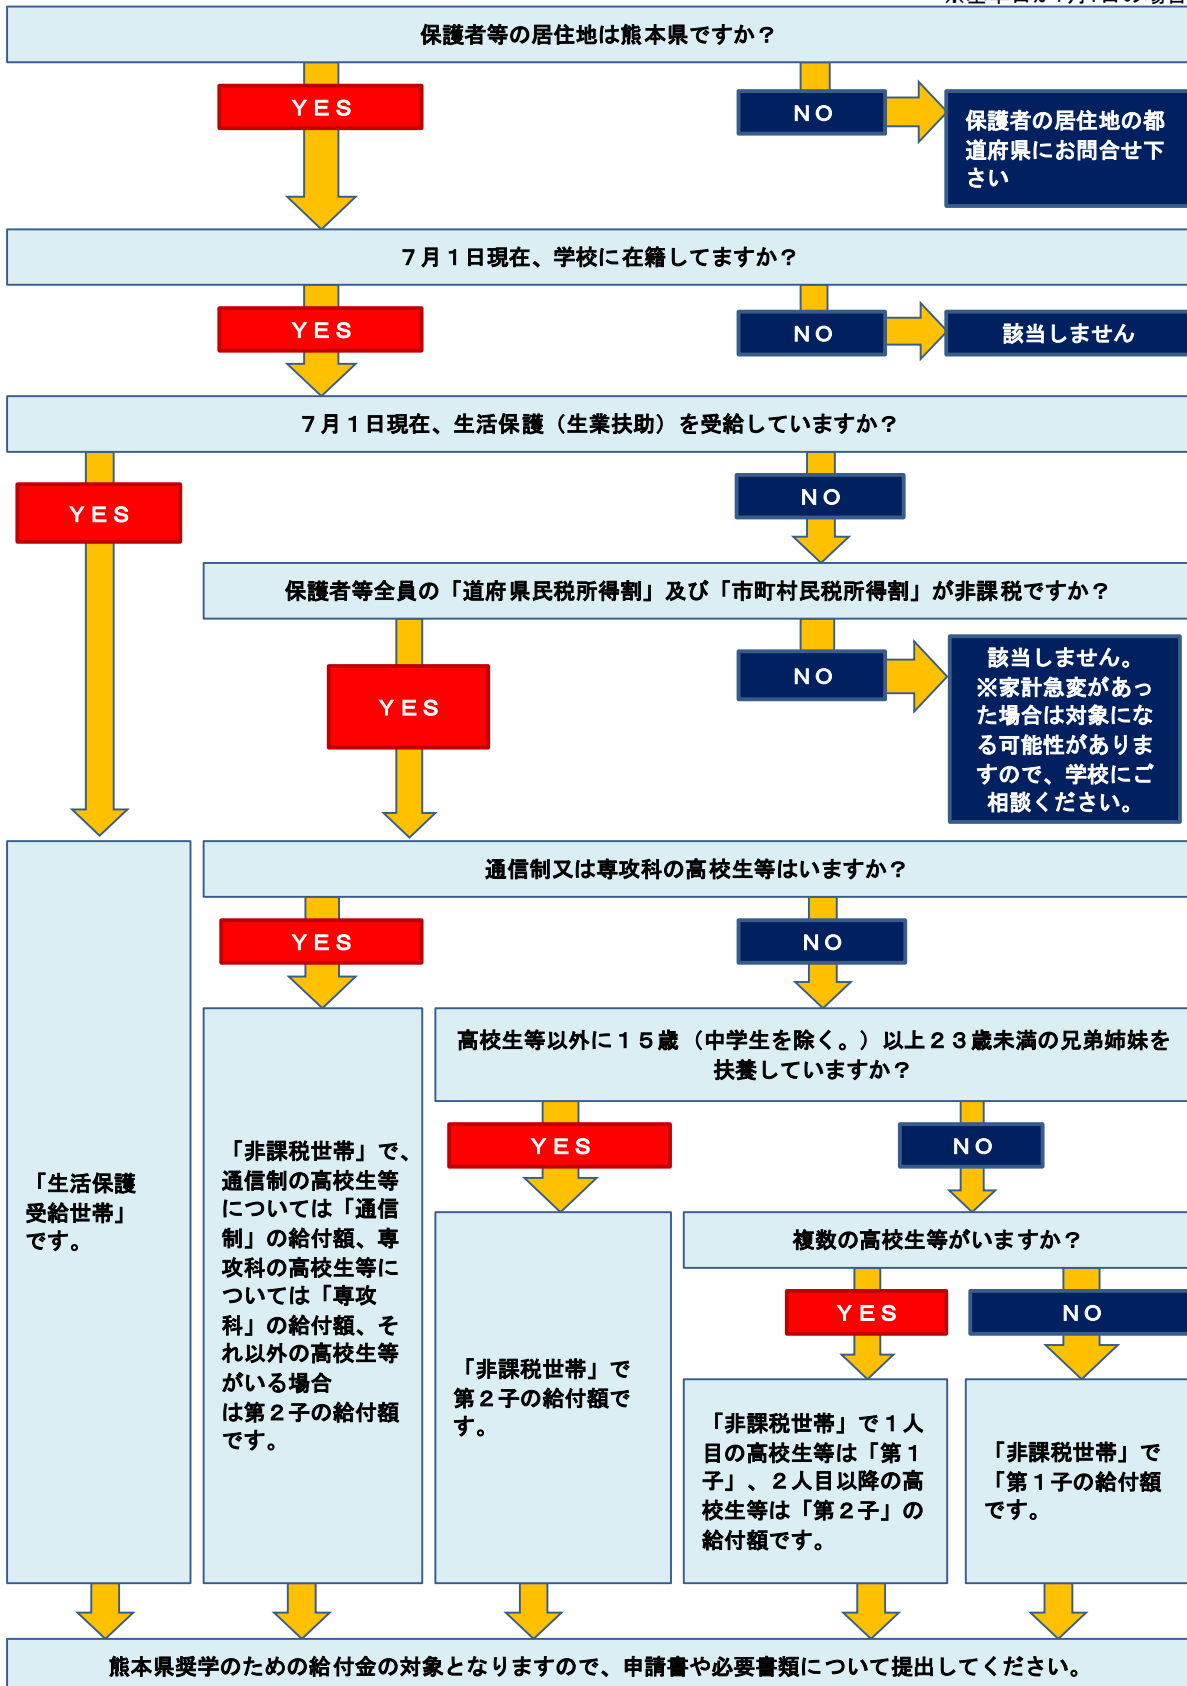 ※基準日が7月1日の場合
保護者等の居住地は熊本県ですか？
ＹＥＳ
ＮＯ
保護者の居住地の都
道府県にお問合せ下
さい
７月１日現在、学校に在籍してますか？
ＹＥＳ
ＮＯ
該当しません
７月１日現在、生活保護（生業扶助）を受給していますか？
ＹＥＳ
ＮＯ
保護者等全員の「道府県民税所得割」及び「市町村民税所得割」が非課税ですか？
ＹＥＳ
ＮＯ
該当しません。
※家計急変があっ
た場合は対象にな
る可能性がありま
すので、学校にご
相談ください。
通信制又は専攻科の高校生等はいますか？
ＹＥＳ
ＮＯ
高校生等以外に１５歳（中学生を除く。）以上２３歳未満の兄弟姉妹を
扶養していますか？
ＹＥＳ
ＮＯ
複数の高校生等がいますか？
ＹＥＳ
ＮＯ
「生活保護
受給世帯」
です。
「非課税世帯」で、
通信制の高校生等
については「通信
制」の給付額、専
攻科の高校生等に
ついては「専攻
科」の給付額、そ
れ以外の高校生等
がいる場合
は第２子の給付額
です。
「非課税世帯」で
第２子の給付額で
す。
「非課税世帯」で１人
目の高校生等は「第１
子」、２人目以降の高
校生等は「第２子」の
給付額です。
「非課税世帯」で
「第１子の給付額
です。
熊本県奨学のための給付金の対象となりますので、申請書や必要書類について提出してください。